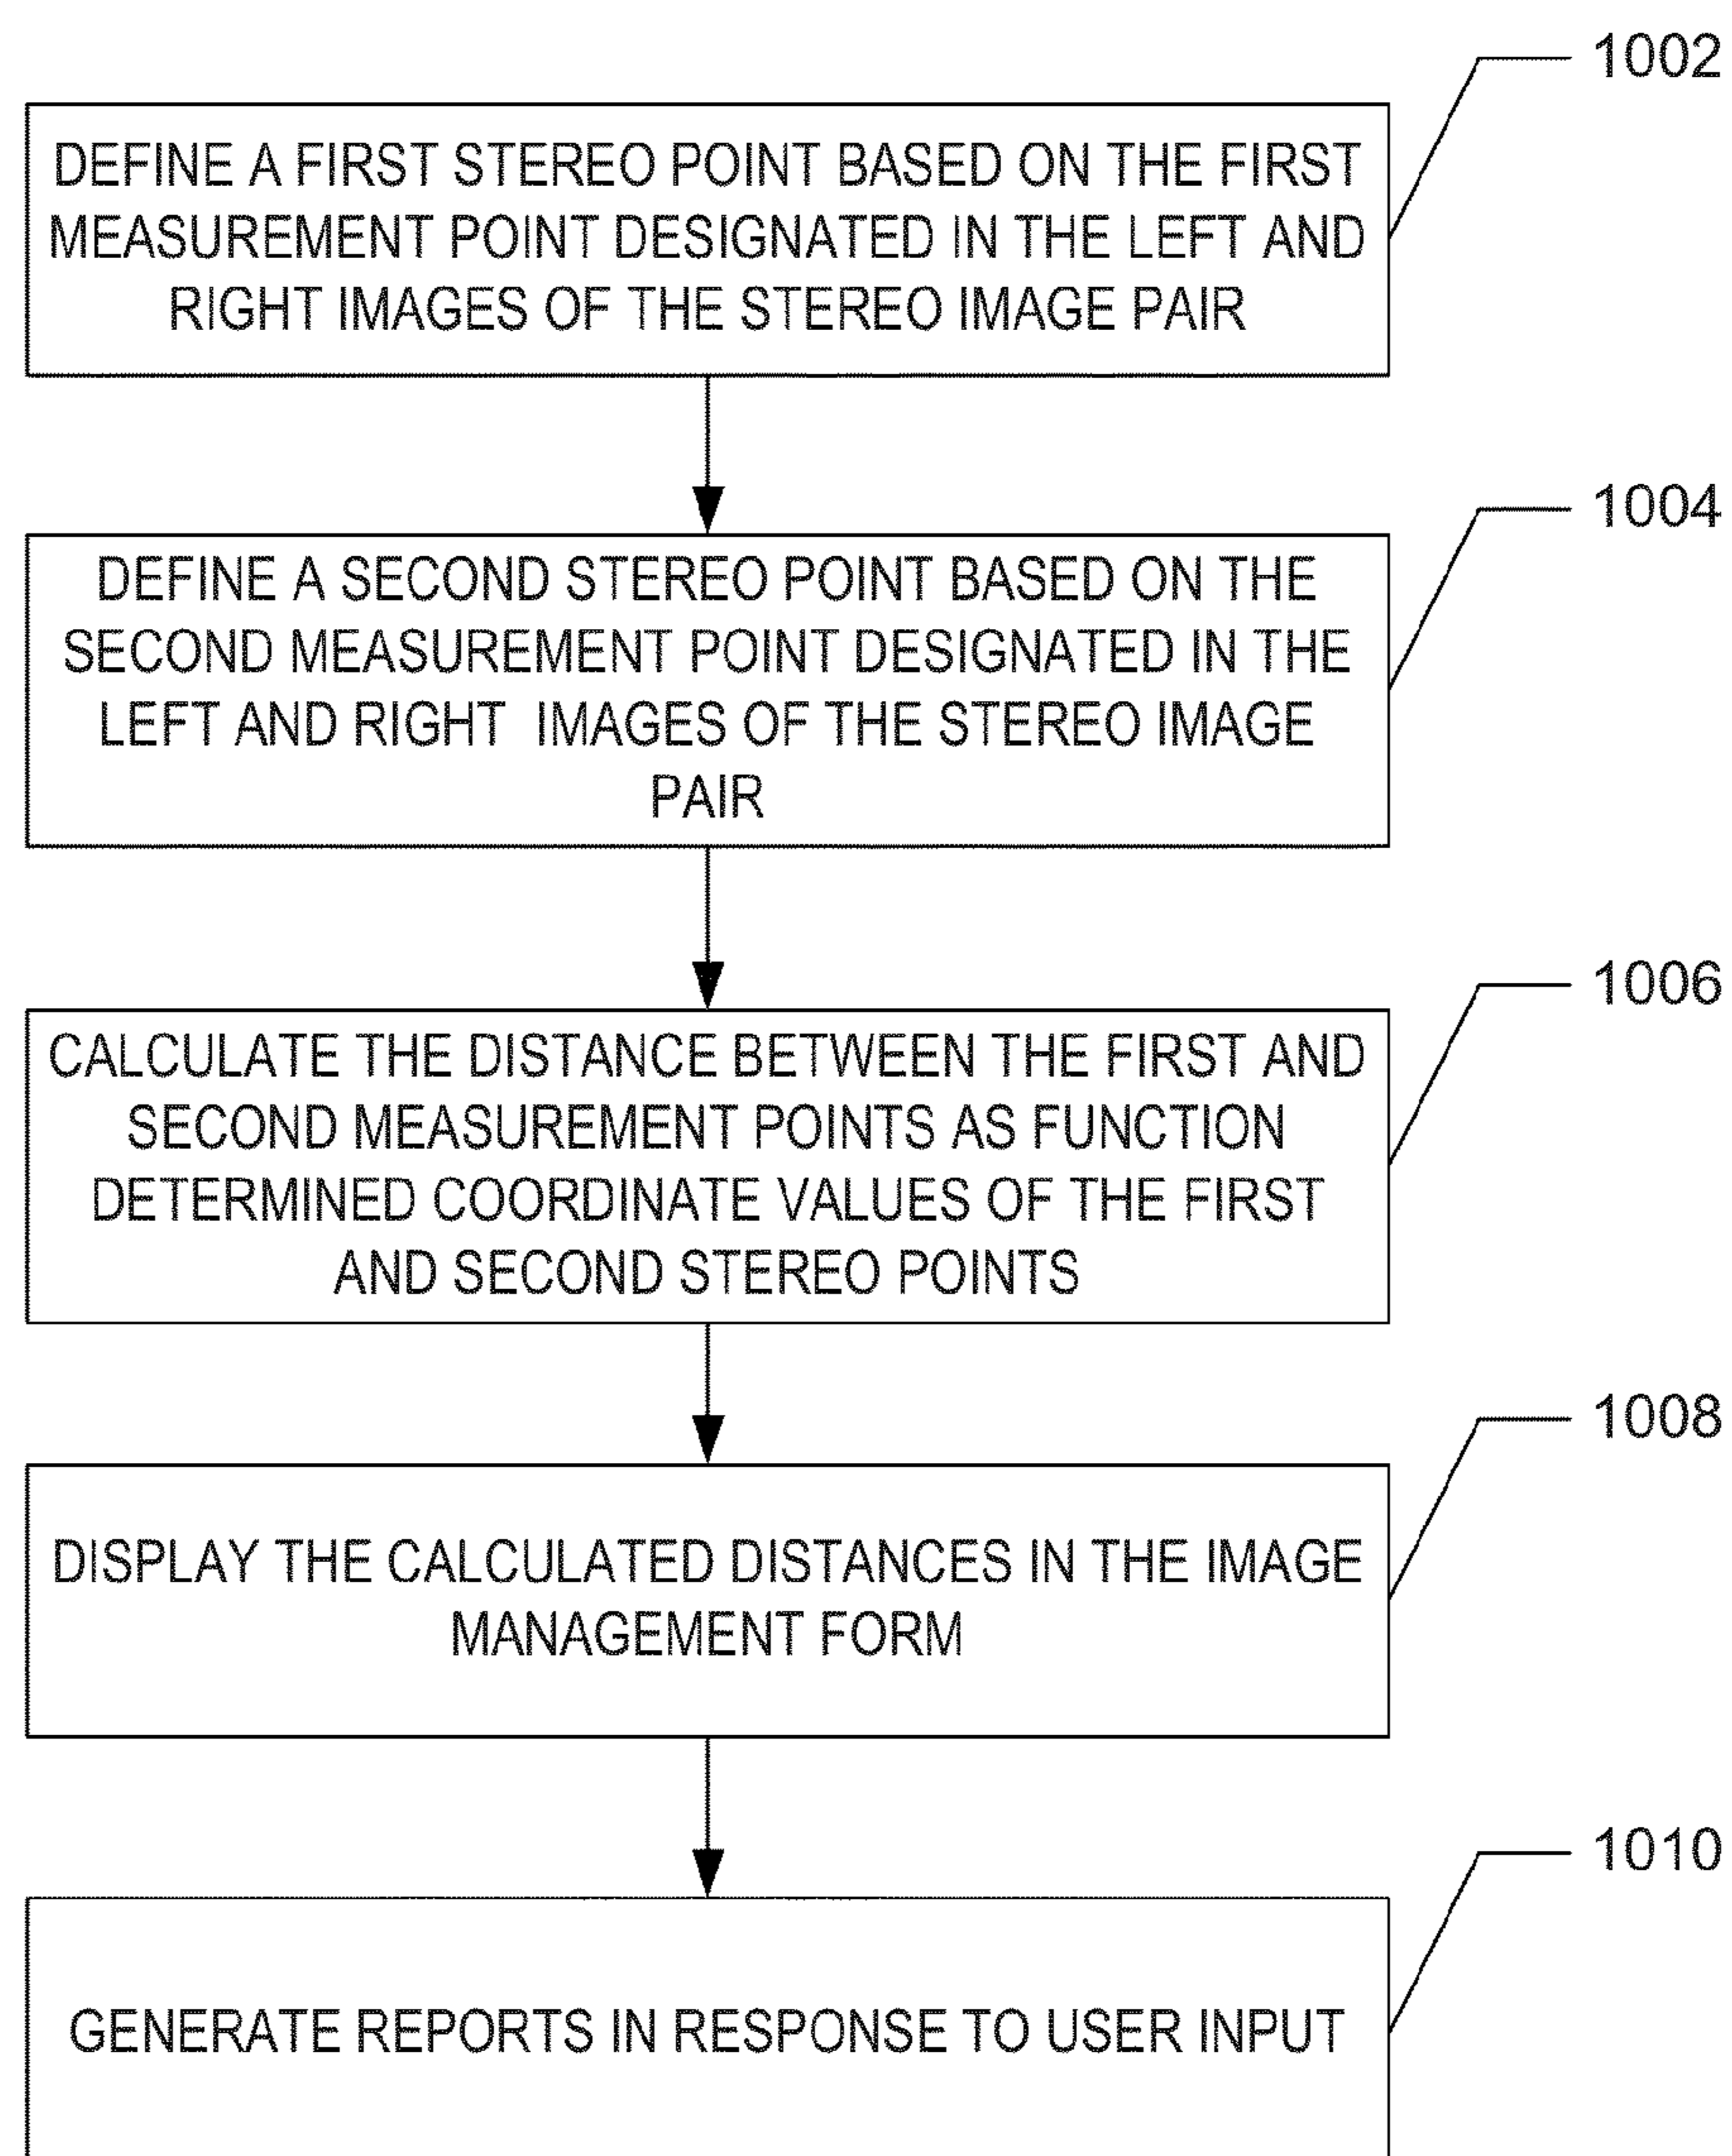 1002
DEFINE A FIRST STEREO POINT BASED ON THE FIRST
MEASUREMENT POINT DESIGNATED IN THE LEFT AND
RIGHT IMAGES OF THE STEREO IMAGE PAIR
1004
DEFINE A SECOND STEREO POINT BASED ON THE
SECOND MEASUREMENT POINT DESIGNATED IN THE
LEFT AND RIGHT IMAGES OF THE STEREO IMAGE
PAIR
1006
CALCULATE THE DISTANCE BETWEEN THE FIRST AND
SECOND MEASUREMENT POINTS AS FUNCTION
DETERMINED COORDINATE VALUES OF THE FIRST
AND SECOND STEREO POINTS
1008
DISPLAY THE CALCULATED DISTANCES IN THE IMAGE
MANAGEMENT FORM
1010
GENERATE REPORTS IN RESPONSE TO USER INPUT